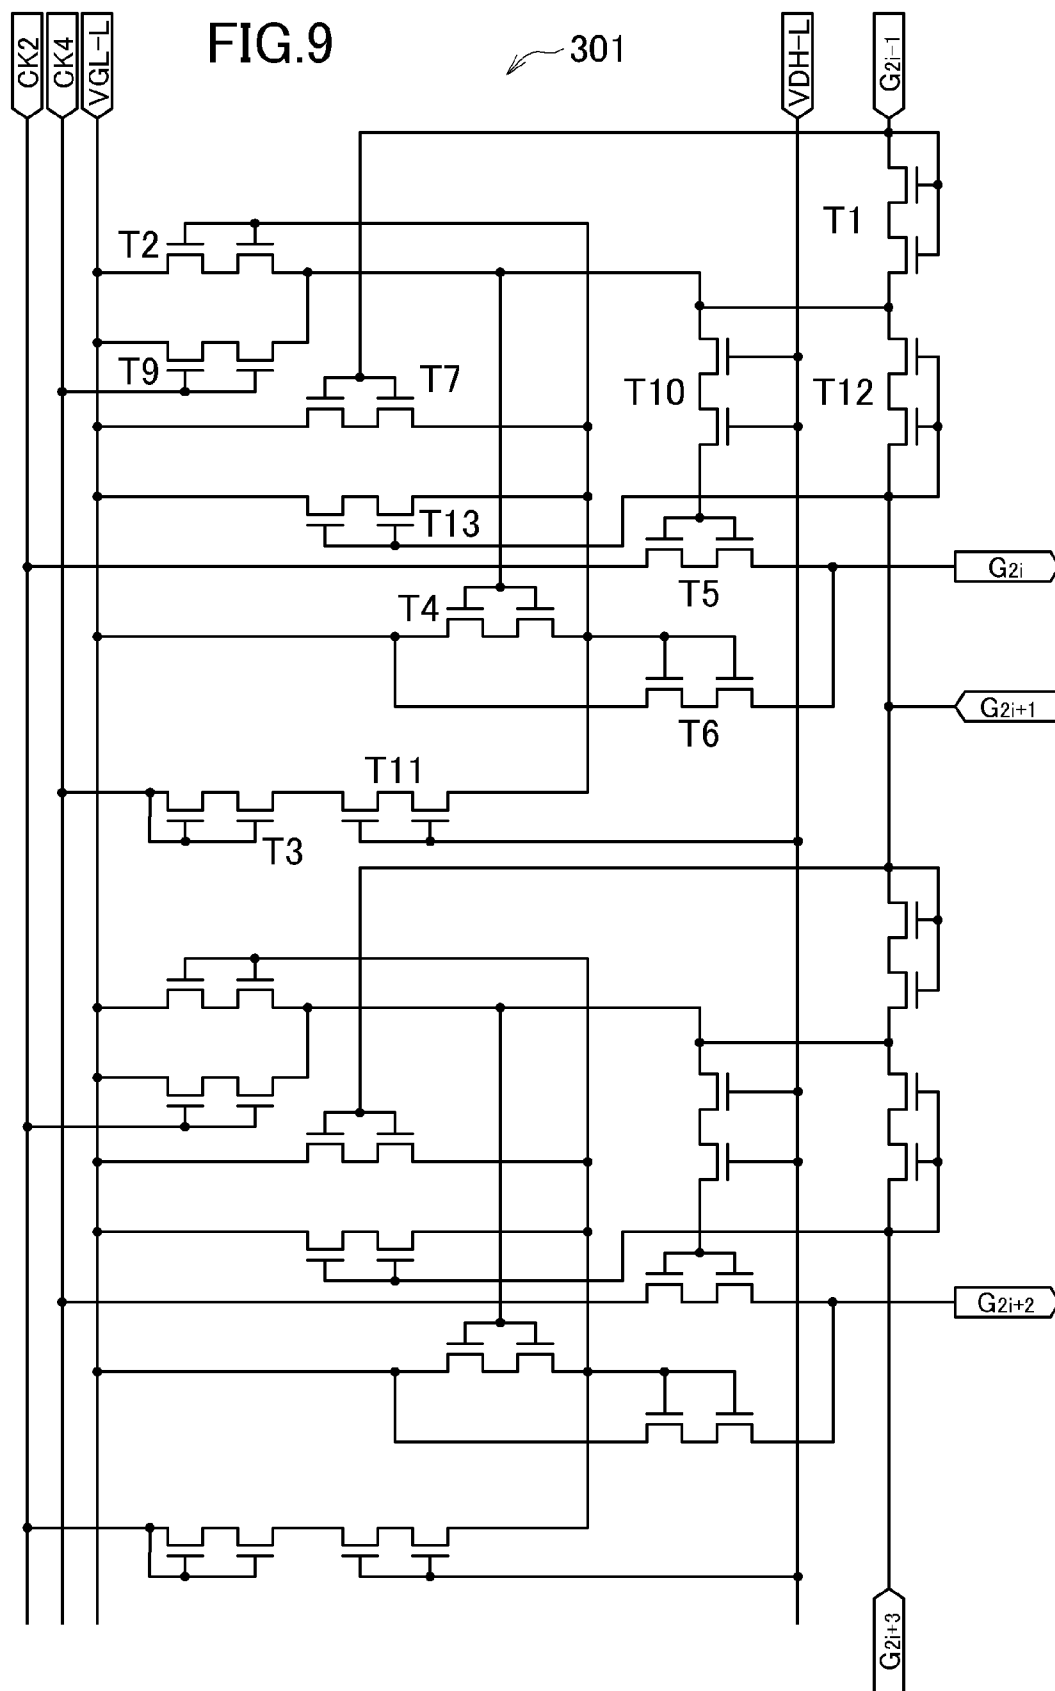 FIG.9
301
CK2
CK4
VGL-L
VDH-L
G2i-1
T1
T2
T9
T7
T10
T12
T13
T5
G2i
T4
T6
G2i+1
T11
T3
G2i+2
G2i+3